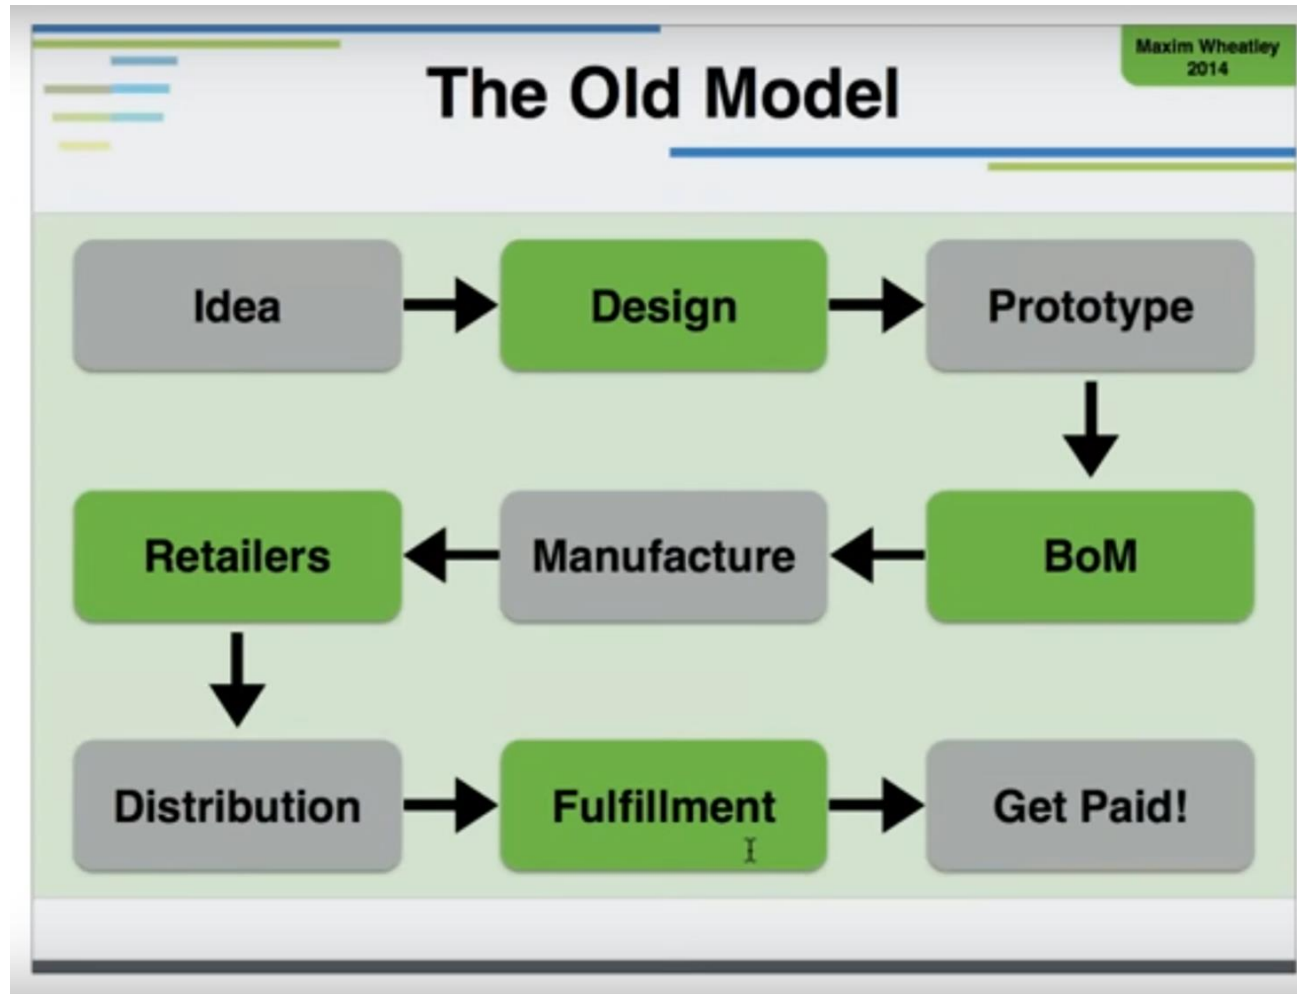 Maxim Wheatley
2014
The Old Model
Idea
Design
Prototype
Retailers
Manufacture
BoM
Distribution
Fulfillment
Get Paid!